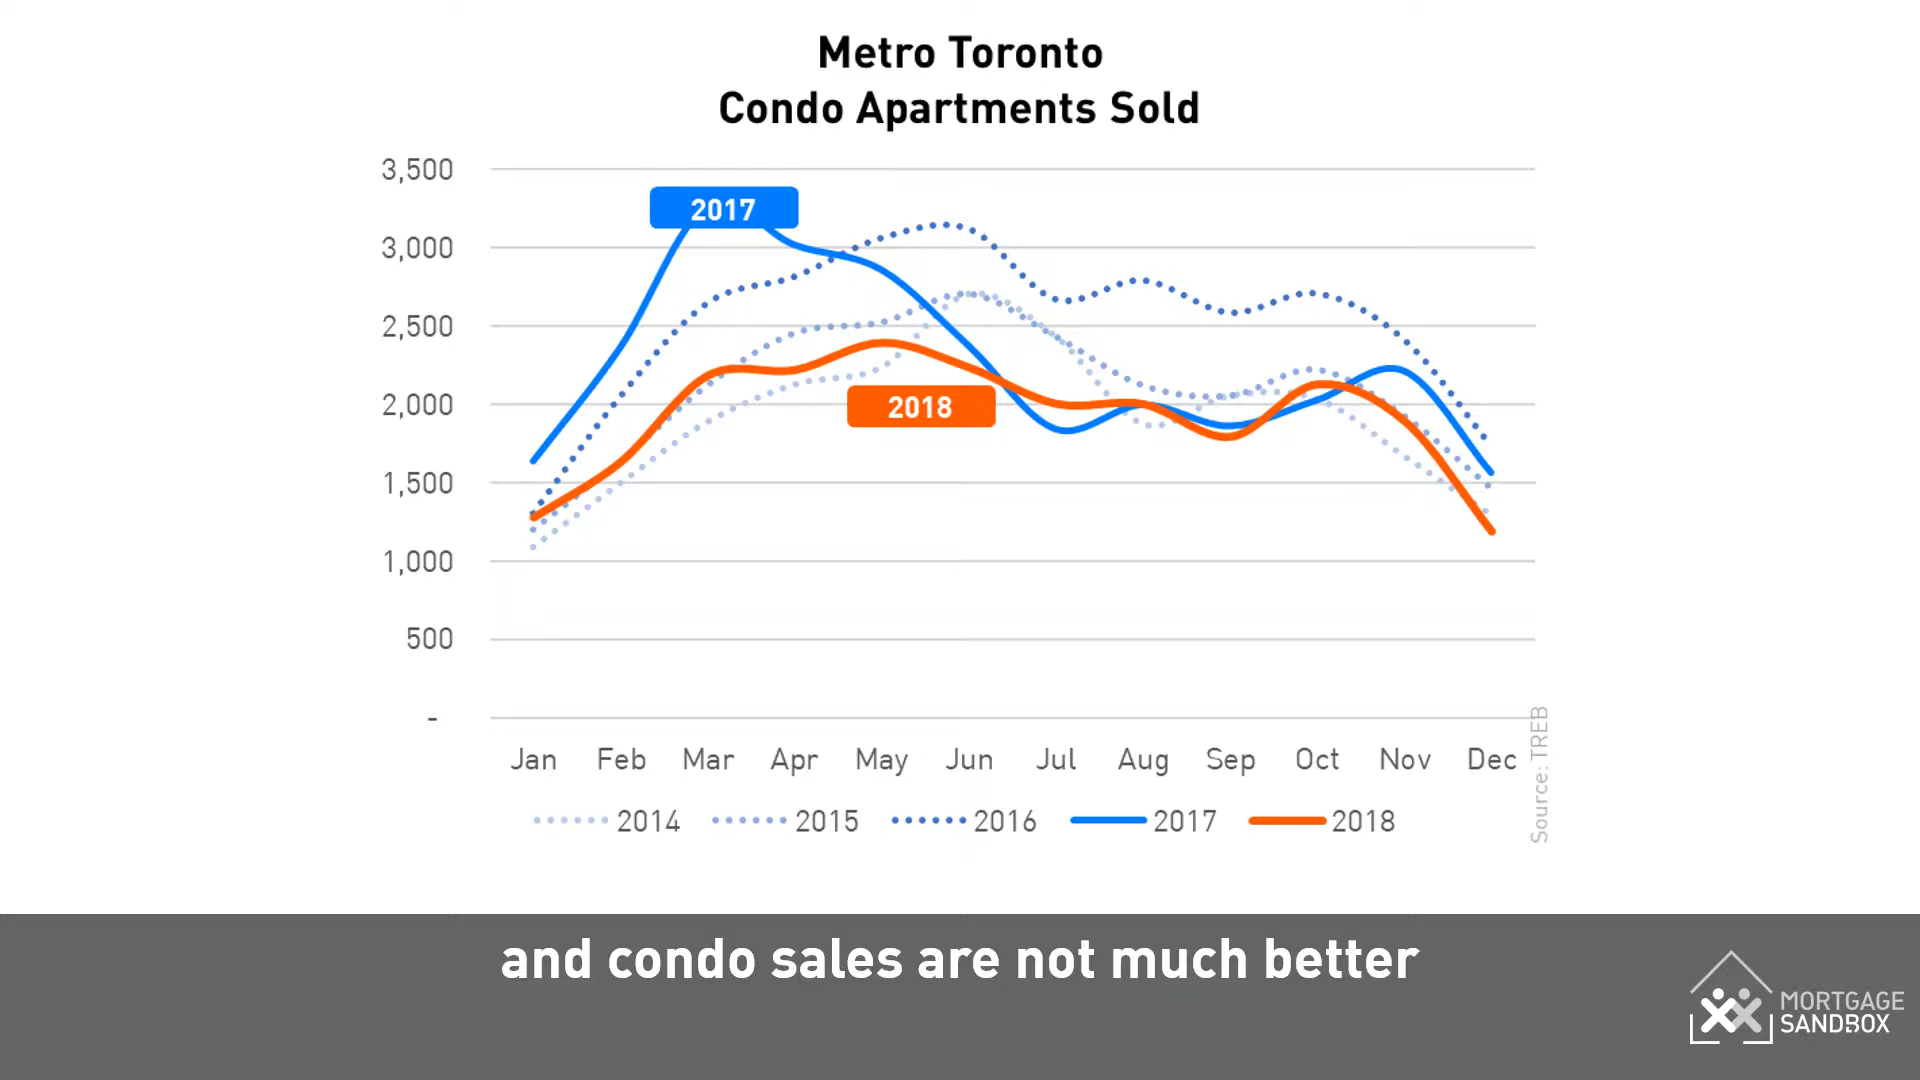 Metro Toronto
Condo Apartments Sold
3,500
3,000
2,500
2,000
1,500
1,000
500
-
2017
2018
Jan Feb Mar Apr May Jun Jul Aug Sep Oct Nov Dec
2014 2015 2016 2017 2018
Source: TREB
and condo sales are not much better
MORTGAGE
SANDBOX